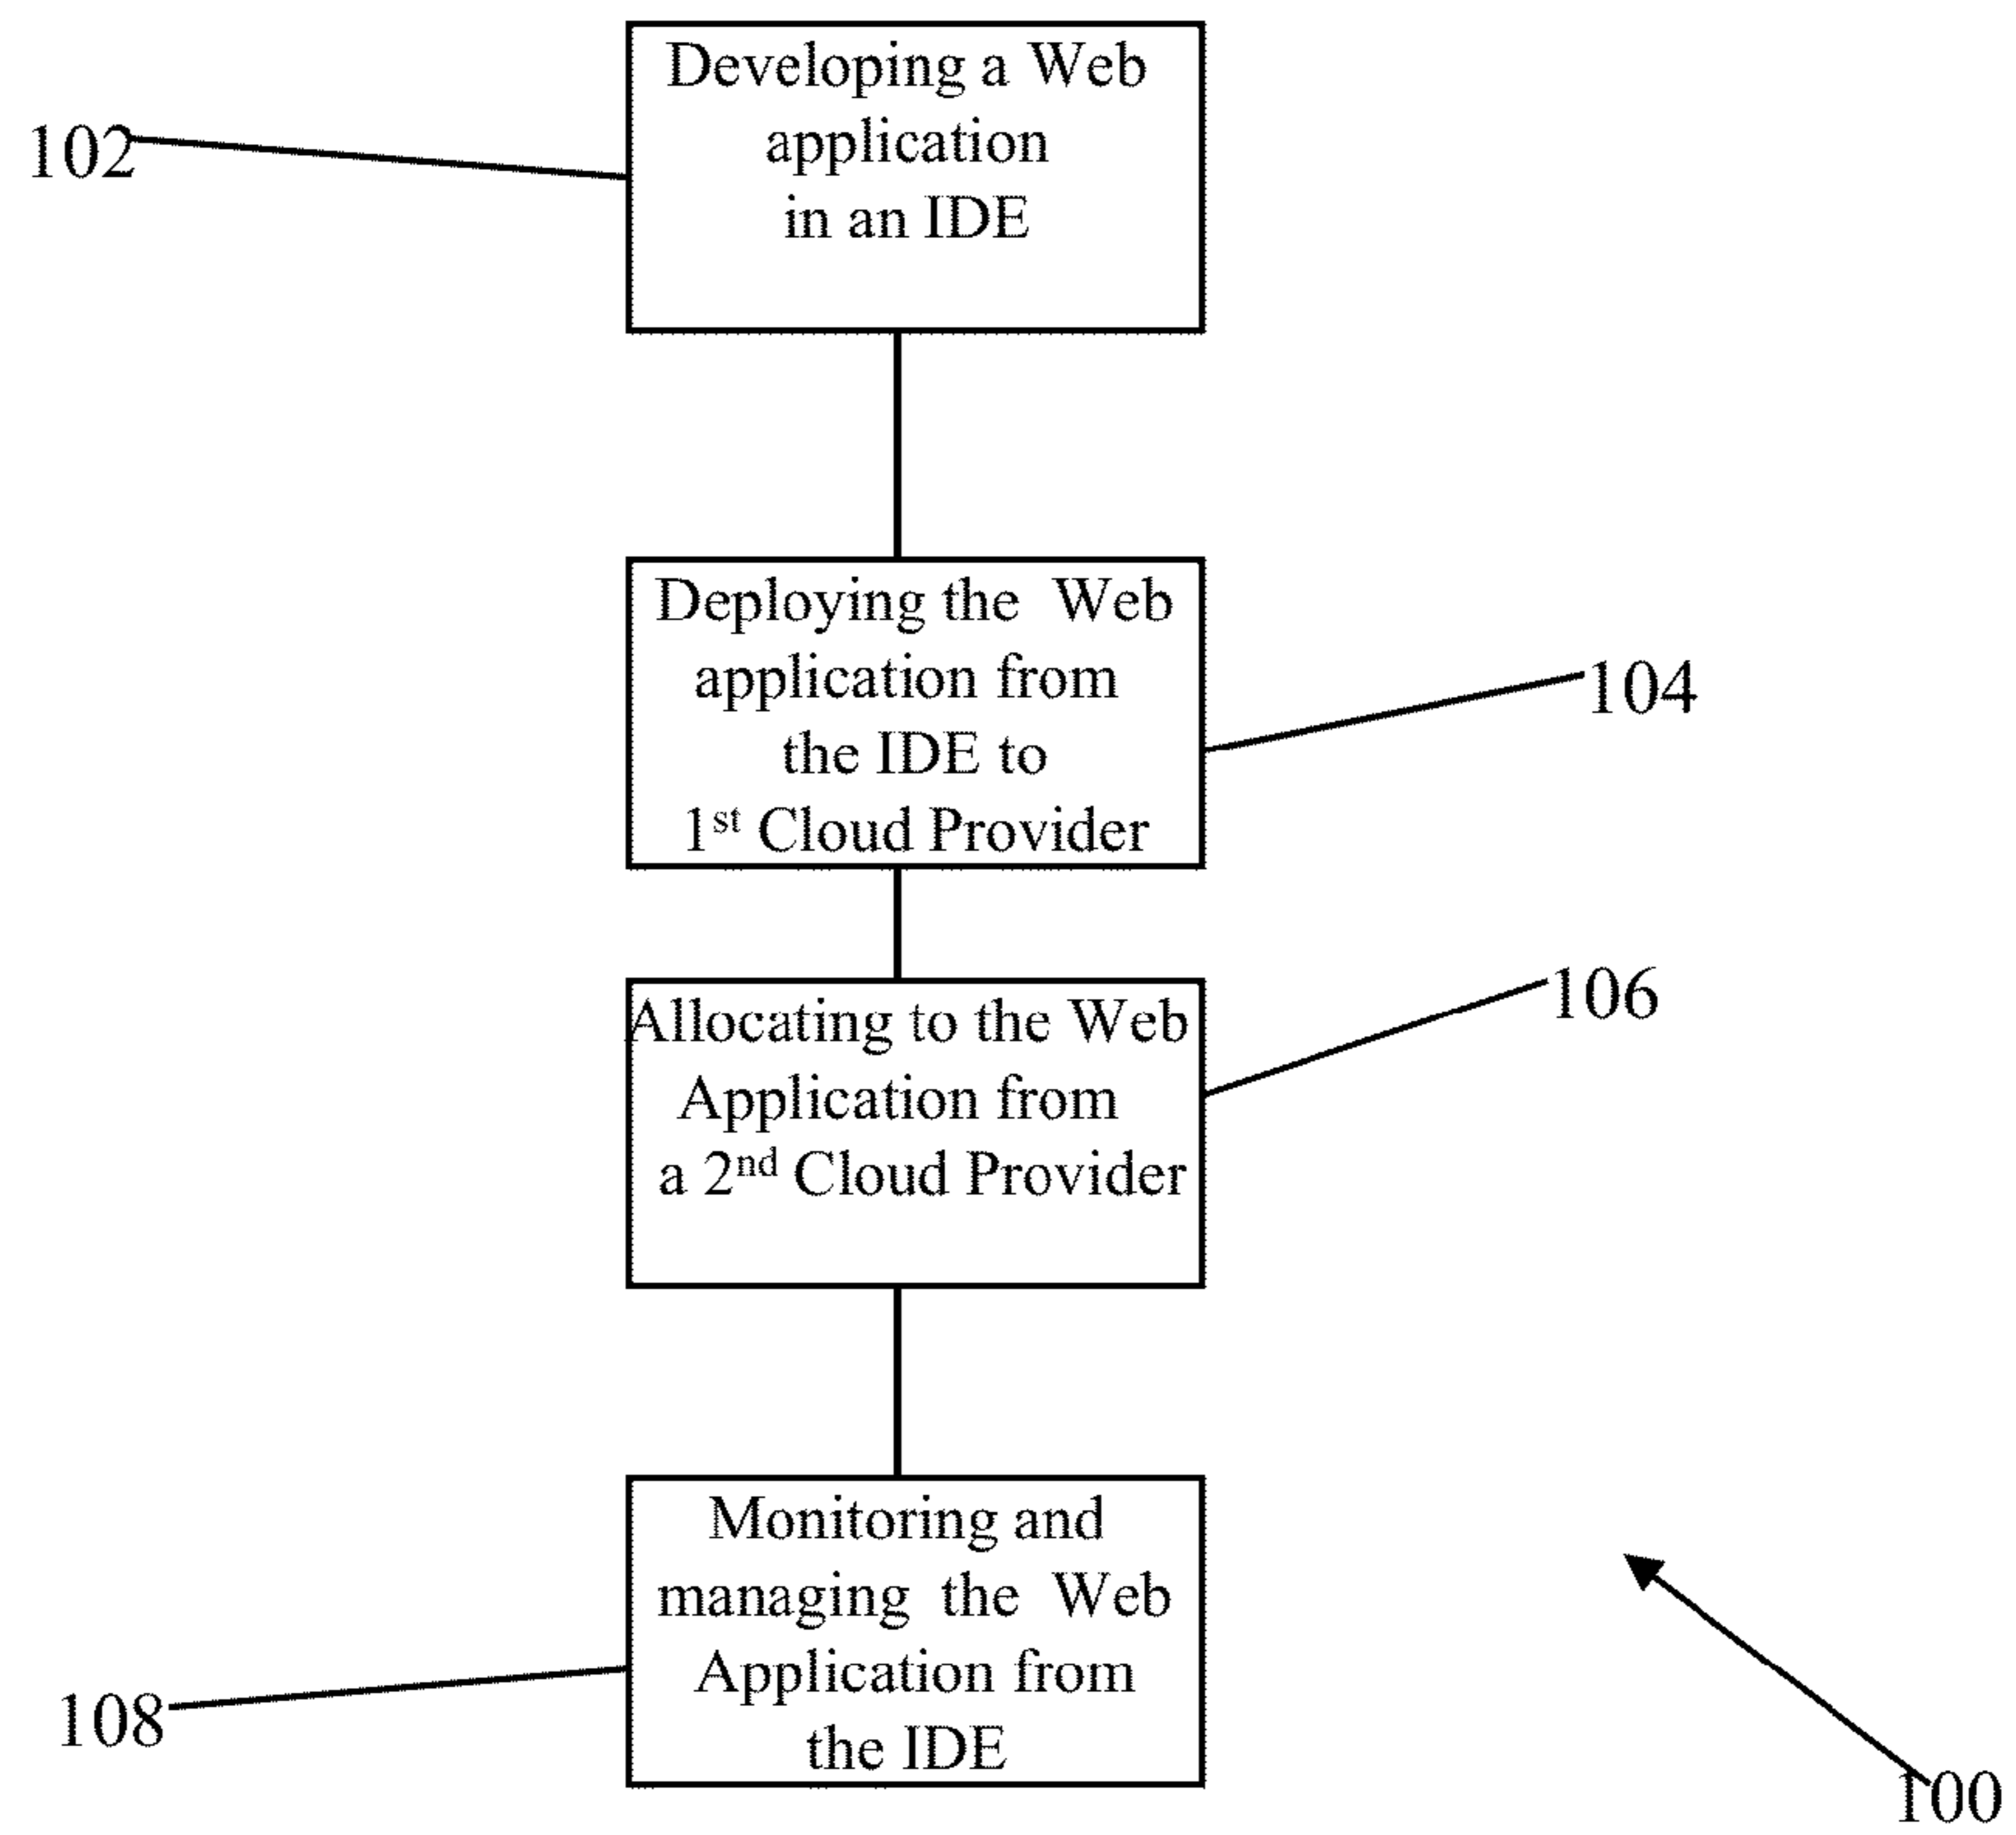 Developing a Web
application
in an IDE
102
Deploying the Web
application from
the IDE to
1st Cloud Provider
104
Allocating to the Web
Application from
a 2nd Cloud Provider
106
Monitoring and
managing the Web
Application from
the IDE
108
100